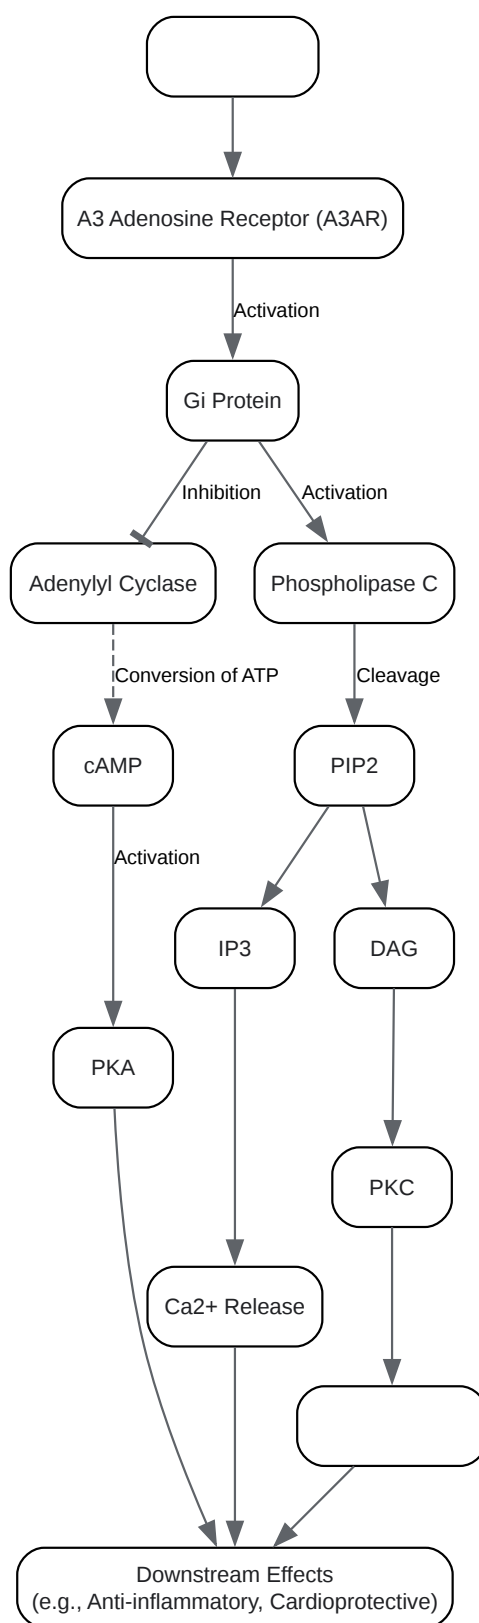 A3 Adenosine Receptor (A3AR)
Activation
Gi Protein
Inhibition
Activation
Adenylyl Cyclase
Phospholipase C
Conversion of ATP
Cleavage
cAMP
PIP2
Activation
IP3
DAG
PKA
PKC
Ca2+ Release
Downstream Effects
(e.g., Anti-inflammatory, Cardioprotective)